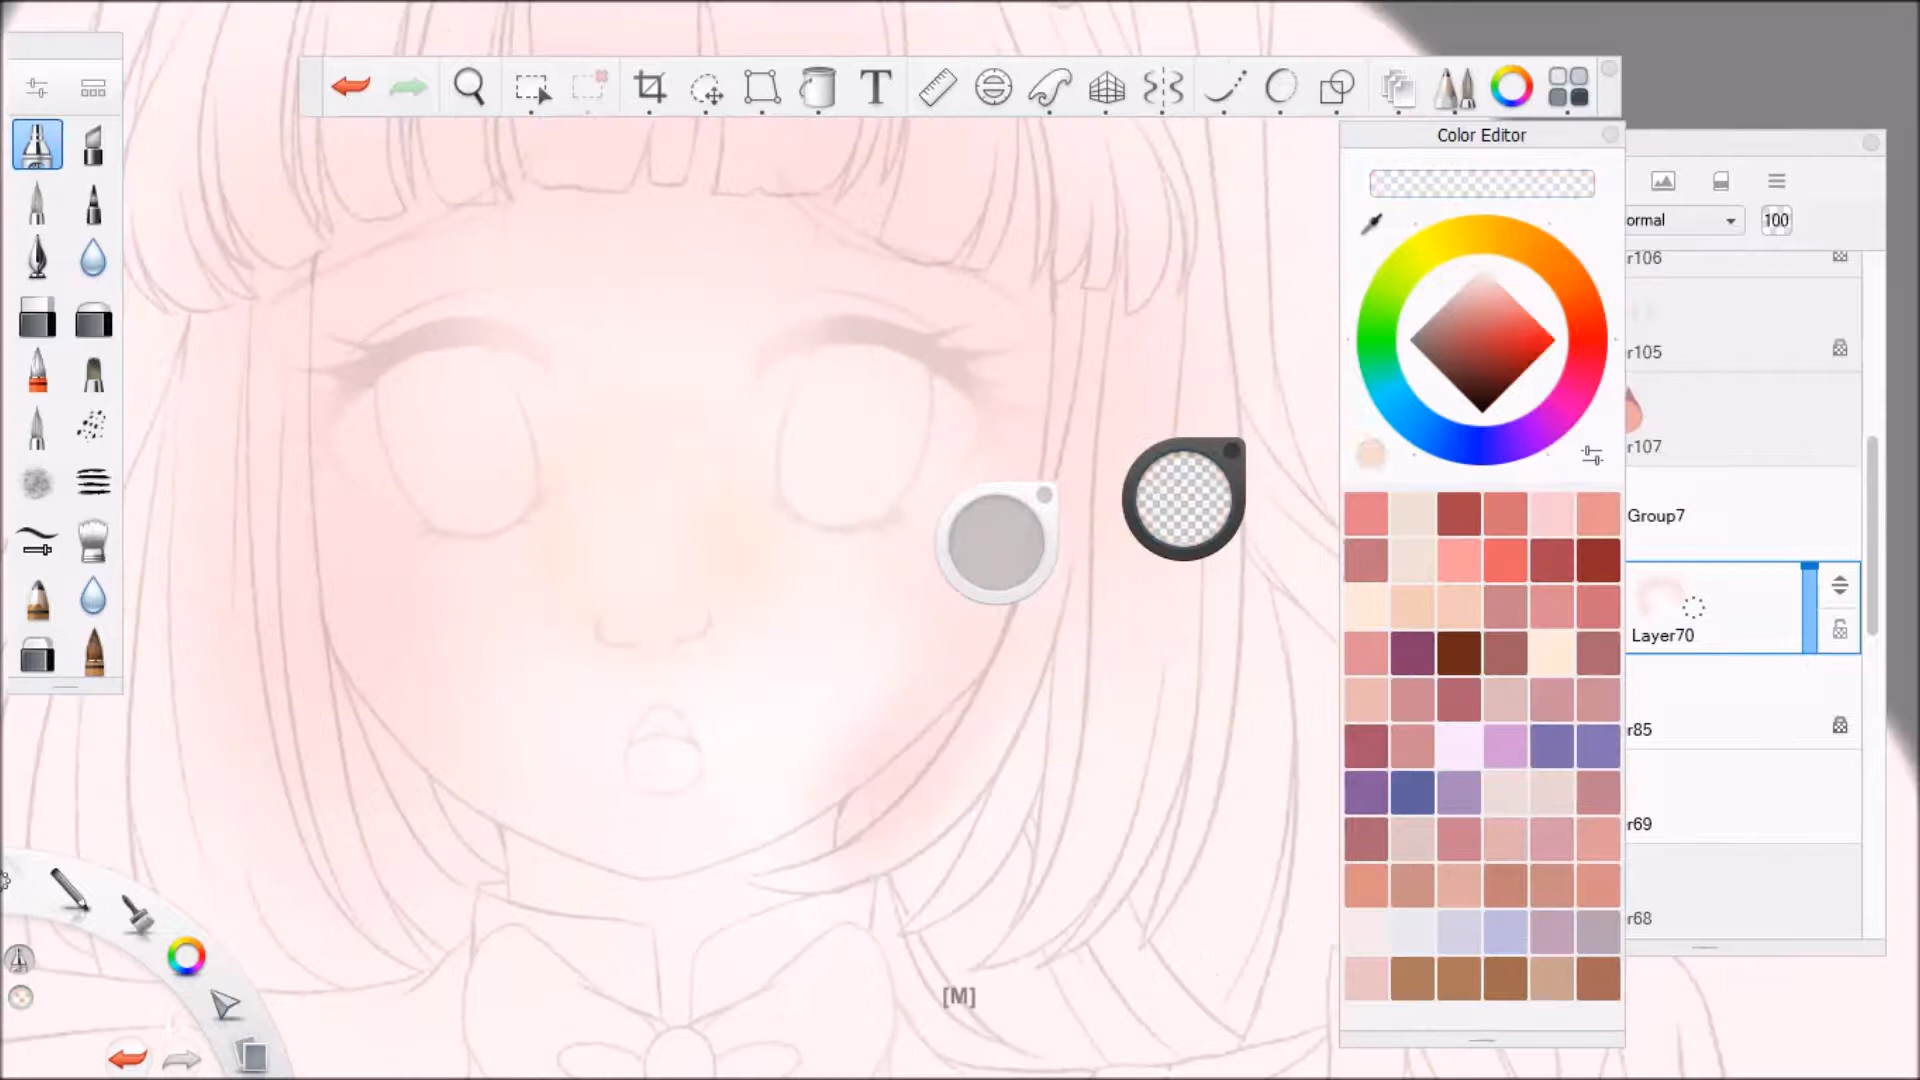 T
Color Editor
ormal 100
r106
r105
r107
Group7
Layer70
r85
r69
r68
[M]